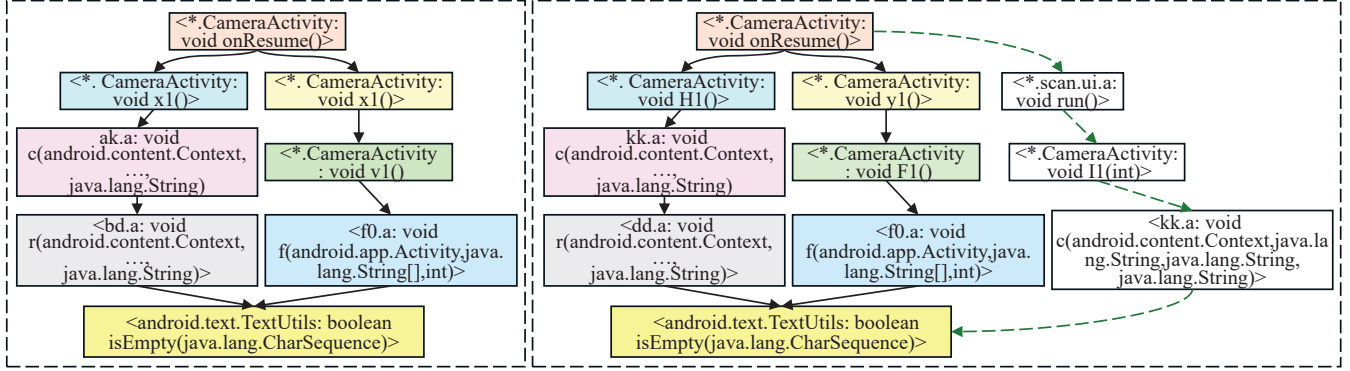 <*.CameraActivity:
void onResume()>
<*. CameraActivity:
void x1()>
<*. CameraActivity:
void x1()>
ak.a: void
c(android.content.Context,
…,
java.lang.String)
<*.CameraActivity
: void v1()
<bd.a: void
r(android.content.Context,
…,
java.lang.String)>
<f0.a: void
f(android.app.Activity,java.
lang.String[],int)>
<android.text.TextUtils: boolean
isEmpty(java.lang.CharSequence)>
<*.CameraActivity:
void onResume()>
<*. CameraActivity:
void H1()>
<*. CameraActivity:
void y1()>
<*.scan.ui.a:
void run()>
kk.a: void
c(android.content.Context,
…,
java.lang.String)
<*.CameraActivity
: void F1()
<*.CameraActivity:
void I1(int)>
<dd.a: void
r(android.content.Context,
…,
java.lang.String)>
<f0.a: void
f(android.app.Activity,java.
lang.String[],int)>
<kk.a: void
c(android.content.Context,java.la
ng.String,java.lang.String,
java.lang.String)>
<android.text.TextUtils: boolean
isEmpty(java.lang.CharSequence)>